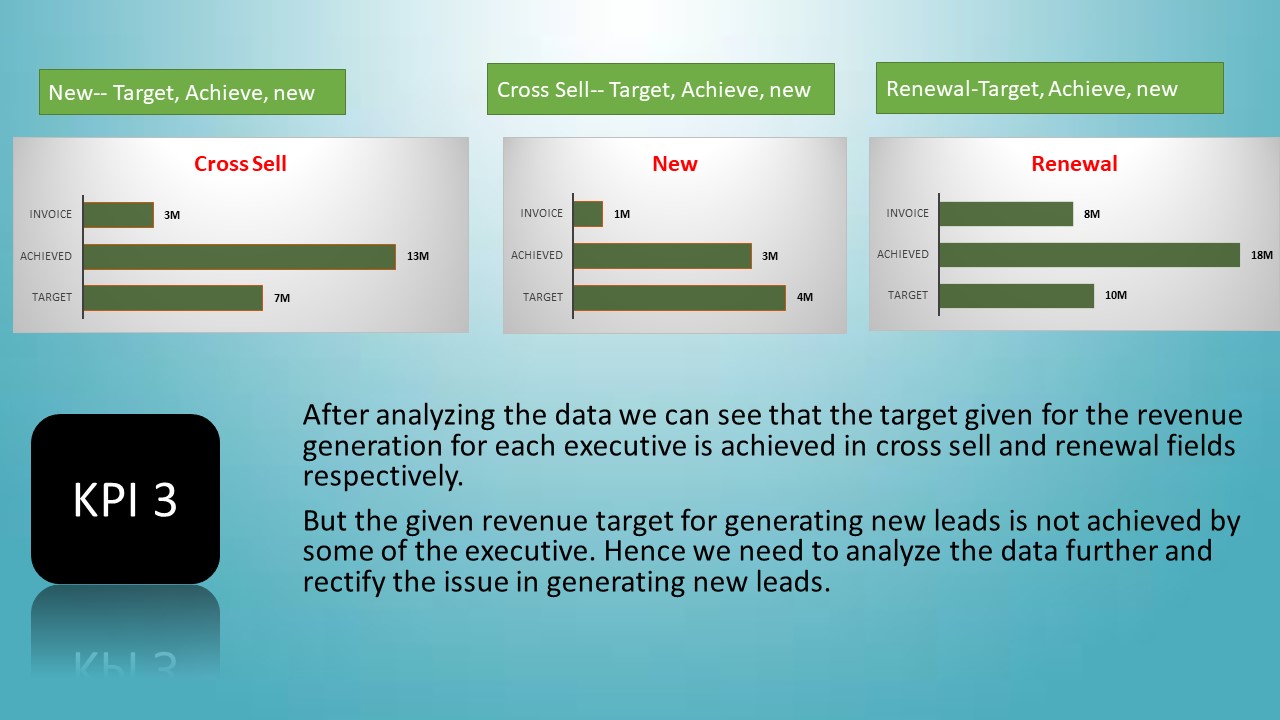 New-- Target, Achieve, new
Cross Sell-- Target, Achieve, new
Renewal-Target, Achieve, new
Cross Sell
INVOICE 3M
ACHIEVED 13M
TARGET 7M
New
INVOICE 1M
ACHIEVED 3M
TARGET 4M
Renewal
INVOICE 8M
ACHIEVED 18M
TARGET 10M
KPI 3
After analyzing the data we can see that the target given for the revenue
generation for each executive is achieved in cross sell and renewal fields
respectively.
But the given revenue target for generating new leads is not achieved by
some of the executive. Hence we need to analyze the data further and
rectify the issue in generating new leads.